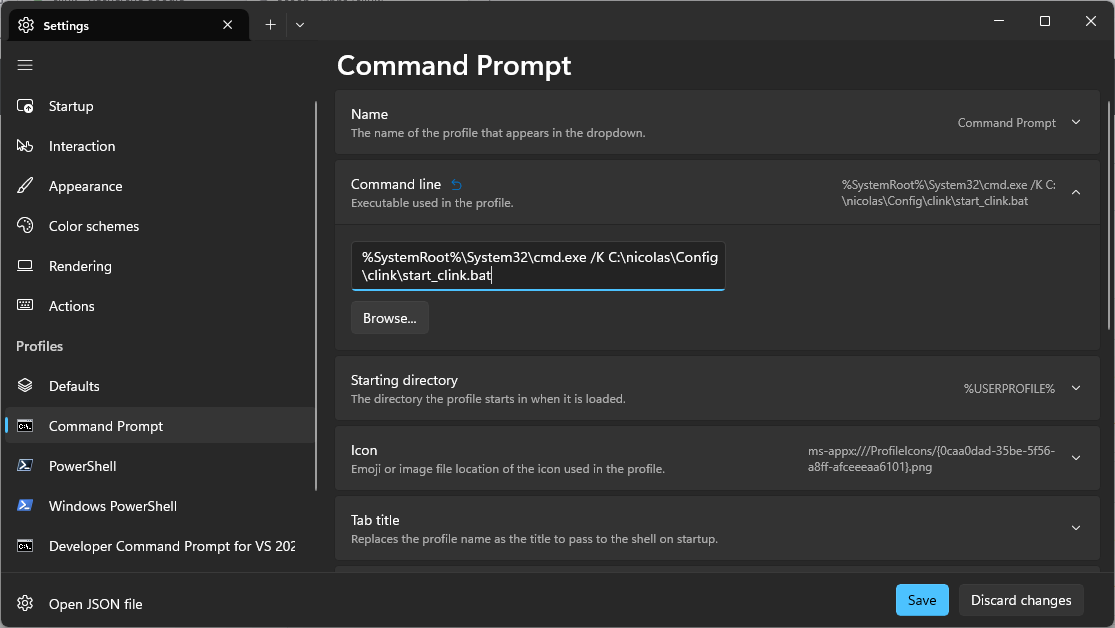 Settings
Startup
Interaction
Appearance
Color schemes
Rendering
Actions
Profiles
Defaults
Command Prompt
PowerShell
Windows PowerShell
Developer Command Prompt for VS 202
Open JSON file
Command Prompt
Name
The name of the profile that appears in the dropdown.
Command Prompt
Command line
Executable used in the profile.
%SystemRoot%\System32\cmd.exe /K C:
\nicolas\Config\clink\start_clink.bat
%SystemRoot%\System32\cmd.exe /K C:\nicolas\Config
\clink\start_clink.bat
Browse...
Starting directory
The directory the profile starts in when it is loaded.
%USERPROFILE%
Icon
Emoji or image file location of the icon used in the profile.
ms-appx:///ProfileIcons/{0caa0dad-35be-5f56-
a8ff-afceeeaa6101}.png
Tab title
Replaces the profile name as the title to pass to the shell on startup.
Save
Discard changes